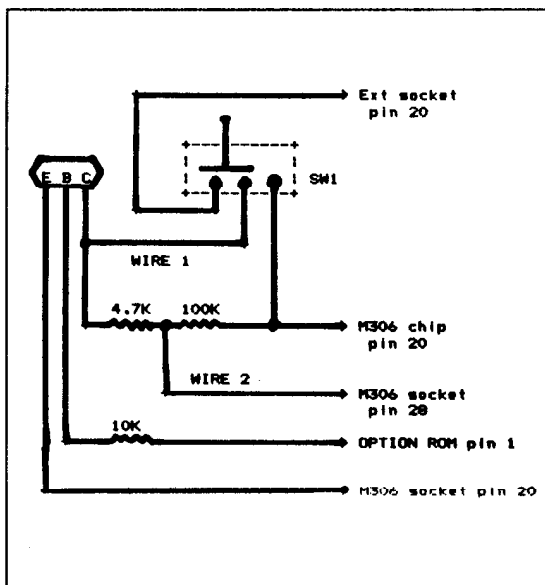 Ext socket
pin 20
SW1
E B C
WIRE 1
4.7K 100K
M306 chip
pin 20
WIRE 2
M306 socket
pin 28
10K
OPTION ROM pin 1
M306 socket pin 20